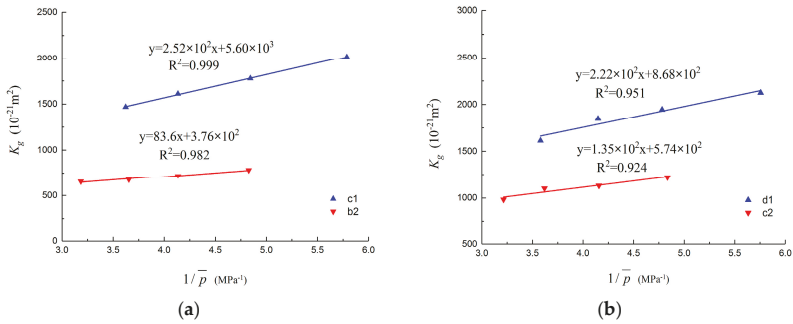 (a)
2500
2000
1500
1000
500
0
K_g (10⁻²¹m²)
y=2.52×10²x+5.60×10³
R²=0.999
y=83.6x+3.76×10²
R²=0.982
c1
b2
3.0 3.5 4.0 4.5 5.0 5.5 6.0
1/p̅ (MPa⁻¹)
(a)
(b)
3000
2500
2000
1500
1000
500
K_g (10⁻²¹m²)
y=2.22×10²x+8.68×10²
R²=0.951
y=1.35×10²x+5.74×10²
R²=0.924
d1
c2
3.0 3.5 4.0 4.5 5.0 5.5 6.0
1/p̅ (MPa⁻¹)
(b)